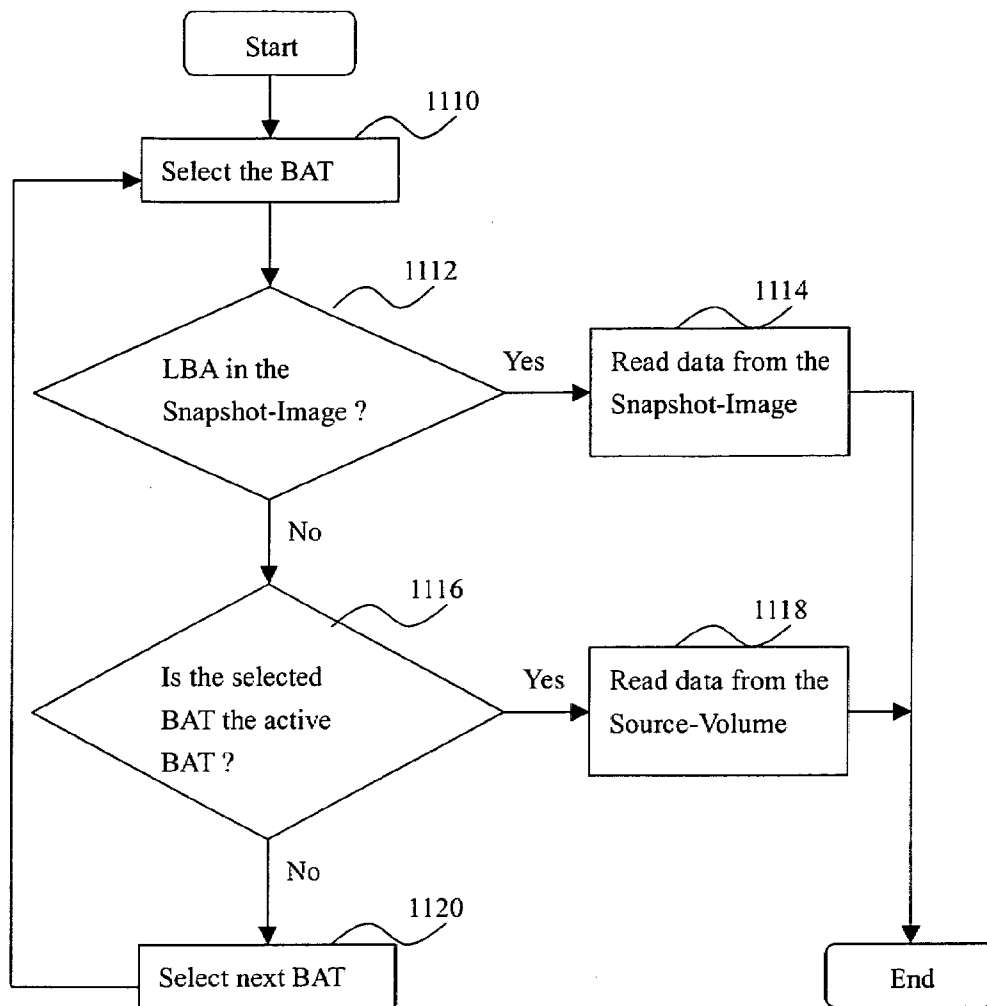 Start
1110
Select the BAT
1112
LBA in the
Snapshot-Image ?
Yes
1114
Read data from the
Snapshot-Image
No
1116
Is the selected
BAT the active
BAT ?
Yes
1118
Read data from the
Source-Volume
No
1120
Select next BAT
End